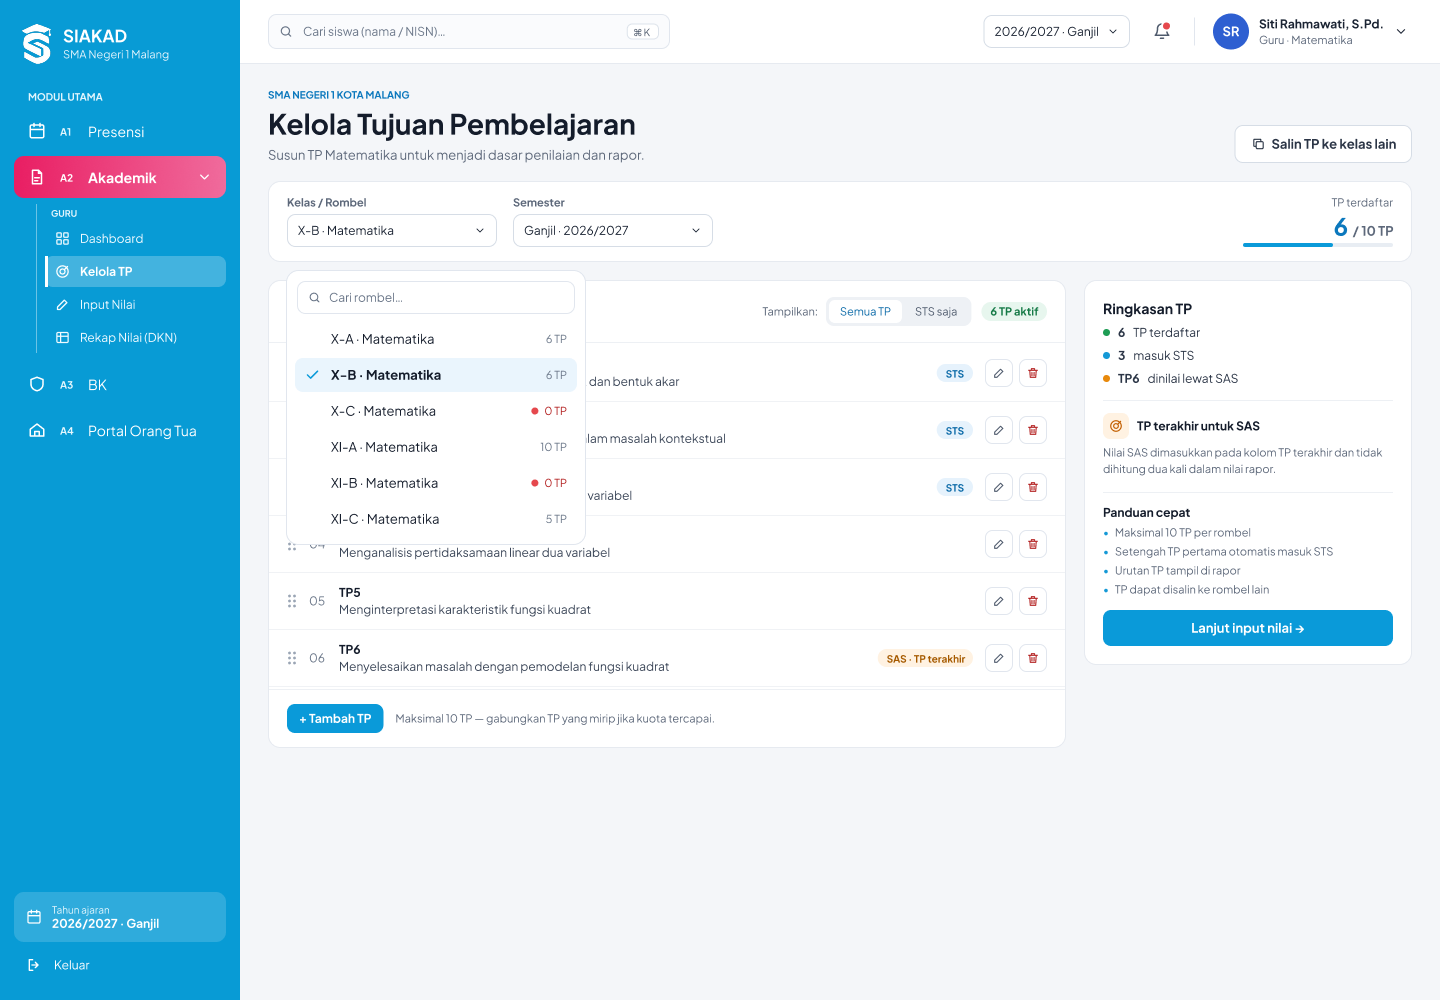 SIAKAD
SMA Negeri 1 Malang
MODUL UTAMA
A1 Presensi
A2 Akademik
GURU
Dashboard
Kelola TP
Input Nilai
Rekap Nilai (DKN)
A3 BK
A4 Portal Orang Tua
Tahun ajaran
2026/2027 · Ganjil
Keluar
Cari siswa (nama / NISN)...
⌘K
2026/2027 · Ganjil
SR
Siti Rahmawati, S.Pd.
Guru · Matematika
SMA NEGERI 1 KOTA MALANG
Kelola Tujuan Pembelajaran
Susun TP Matematika untuk menjadi dasar penilaian dan rapor.
Salin TP ke kelas lain
Kelas / Rombel
X-B · Matematika
Semester
Ganjil · 2026/2027
TP terdaftar
6 / 10 TP
Cari rombel...
X-A · Matematika 6 TP
X-B · Matematika 6 TP
X-C · Matematika 0 TP
XI-A · Matematika 10 TP
XI-B · Matematika 0 TP
XI-C · Matematika 5 TP
Tampilkan: Semua TP STS saja 6 TP aktif
dan bentuk akar STS
masalah kontekstual STS
variabel STS
Menganalisis pertidaksamaan linear dua variabel
05 TP5
Menginterpretasi karakteristik fungsi kuadrat
06 TP6
Menyelesaikan masalah dengan pemodelan fungsi kuadrat
SAS · TP terakhir
+ Tambah TP
Maksimal 10 TP — gabungkan TP yang mirip jika kuota tercapai.
Ringkasan TP
6 TP terdaftar
3 masuk STS
TP6 dinilai lewat SAS
TP terakhir untuk SAS
Nilai SAS dimasukkan pada kolom TP terakhir dan tidak
dihitung dua kali dalam nilai rapor.
Panduan cepat
• Maksimal 10 TP per rombel
• Setengah TP pertama otomatis masuk STS
• Urutan TP tampil di rapor
• TP dapat disalin ke rombel lain
Lanjut input nilai →